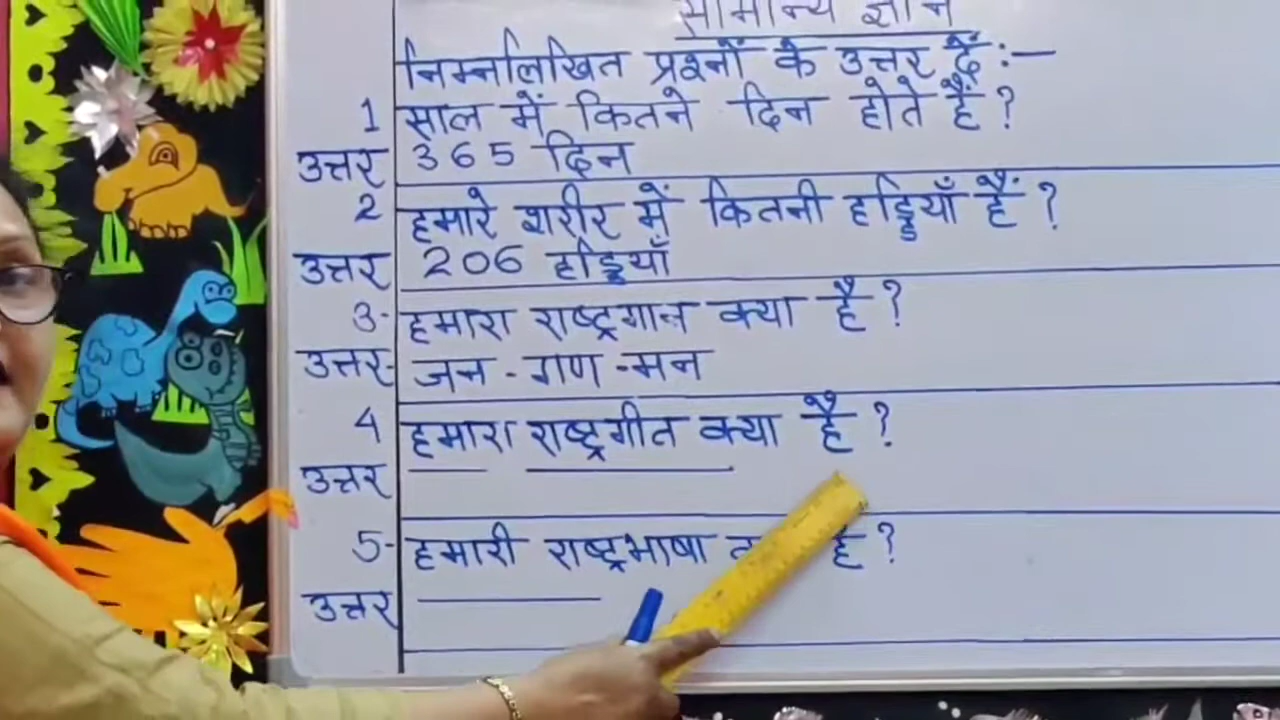 सामान्य ज्ञान
निम्नलिखित प्रश्नों के उत्तर दें :—
1 साल में कितने दिन होते हैं ?
उत्तर 365 दिन
2 हमारे शरीर में कितनी हड्डियाँ हैं ?
उत्तर 206 हड्डियाँ
3- हमारा राष्ट्रगान क्या है ?
उत्तर- जन - गण - मन
4 हमारा राष्ट्रगीत क्या है ?
उत्तर
5- हमारी राष्ट्रभाषा है ?
उत्तर